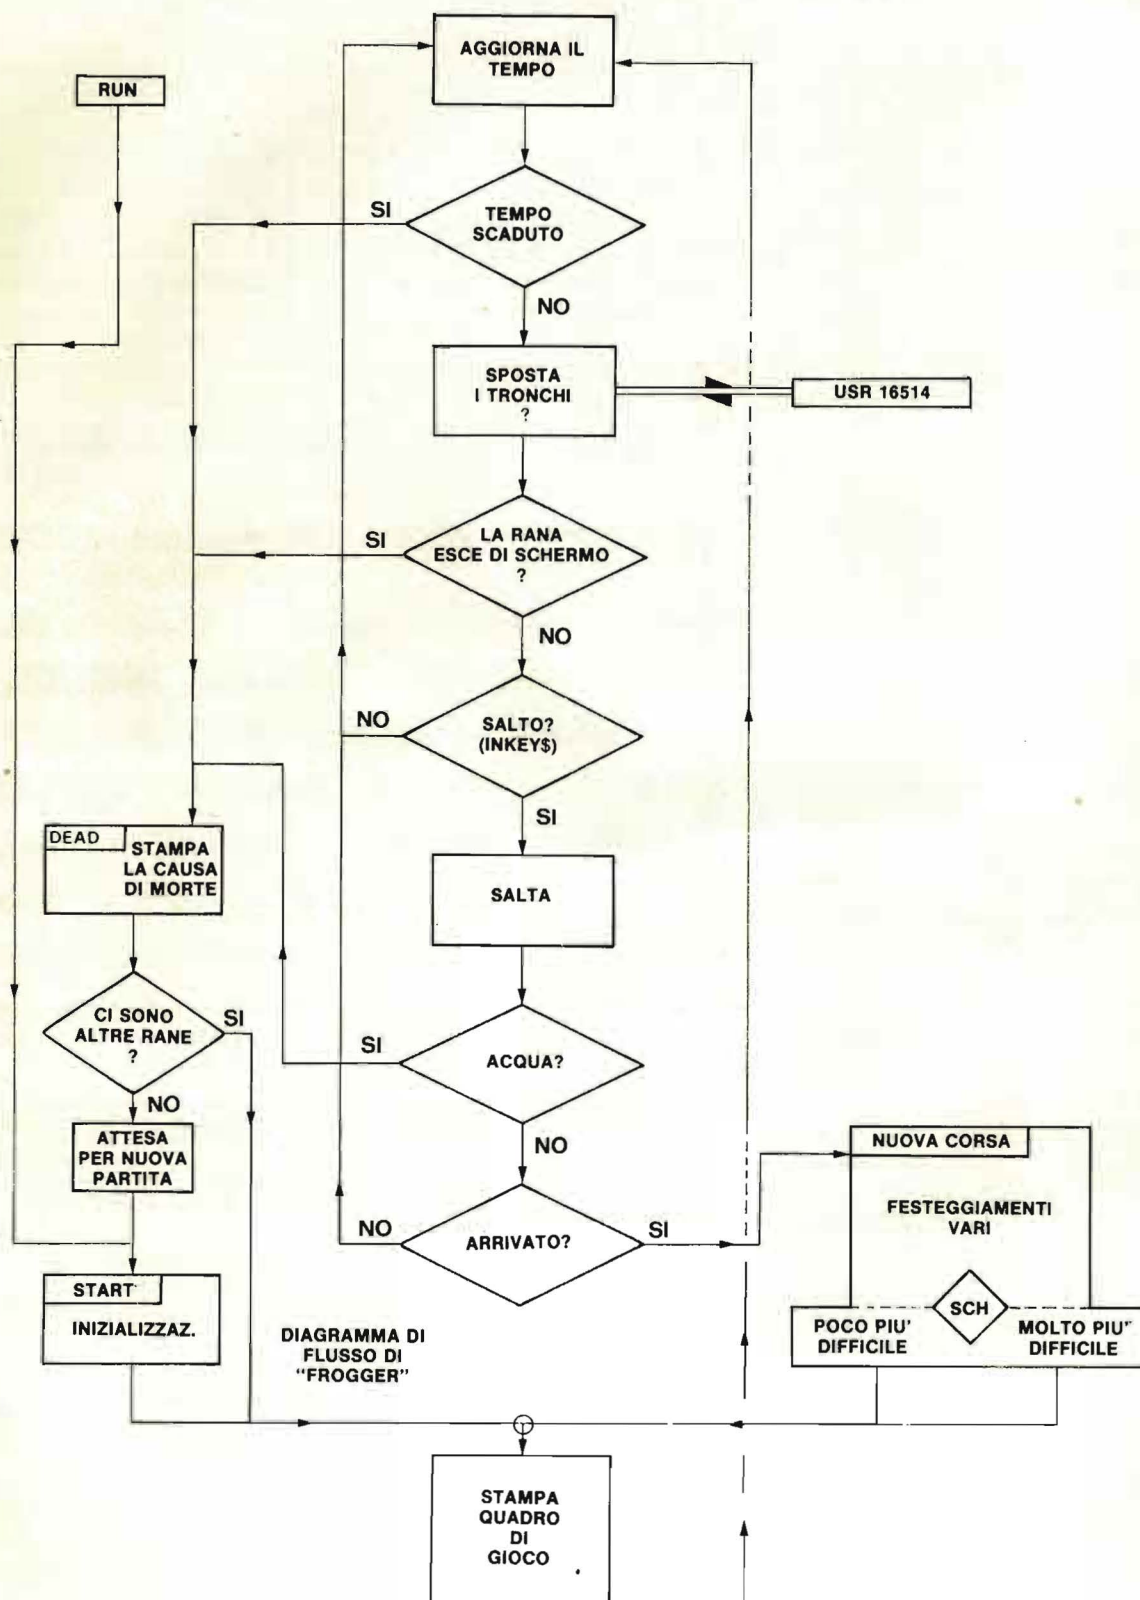 AGGIORNA IL
TEMPO
RUN
SI
TEMPO
SCADUTO
NO
SPOSTA
I TRONCHI
?
USR 16514
SI
LA RANA
ESCE DI SCHERMO
?
NO
NO
SALTO?
(INKEY$)
SI
DEAD
STAMPA
LA CAUSA
DI MORTE
SALTA
CI SONO
ALTRE RANE
?
SI
SI
ACQUA?
NO
NO
ATTESA
PER NUOVA
PARTITA
NUOVA CORSA
FESTEGGIAMENTI
VARI
NO
ARRIVATO?
SI
START
INIZIALIZZAZ.
SCH
POCO PIU'
DIFFICILE
MOLTO PIU'
DIFFICILE
DIAGRAMMA DI
FLUSSO DI
"FROGGER"
STAMPA
QUADRO
DI
GIOCO